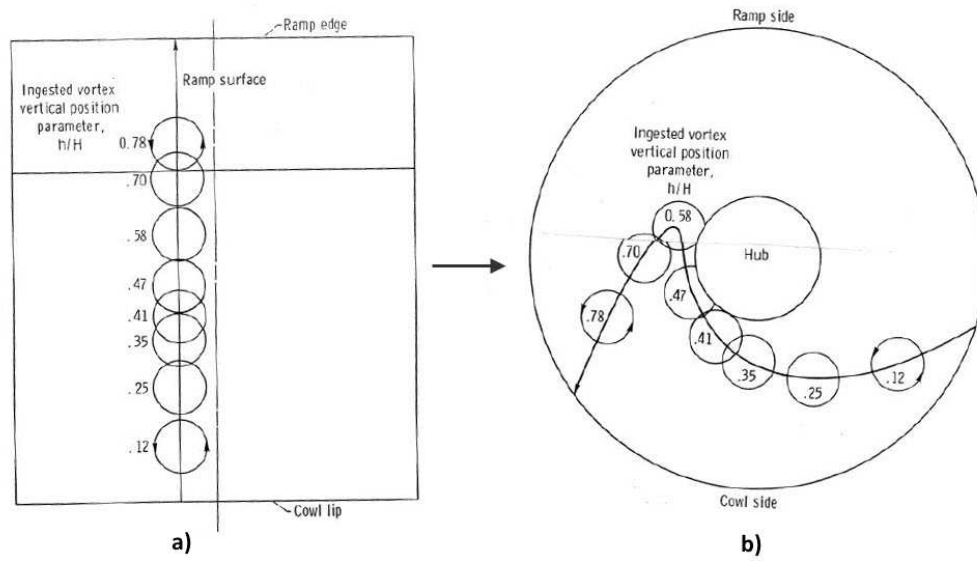 Ramp edge
Ramp surface
Ingested vortex
vertical position
parameter,
h/H
0.78
.70
.58
.47
.41
.35
.25
.12
Cowl lip
a)
Ramp side
Ingested vortex
vertical position
parameter,
h/H
0.58
.70
Hub
.47
.78
.41
.35
.25
.12
Cowl side
b)